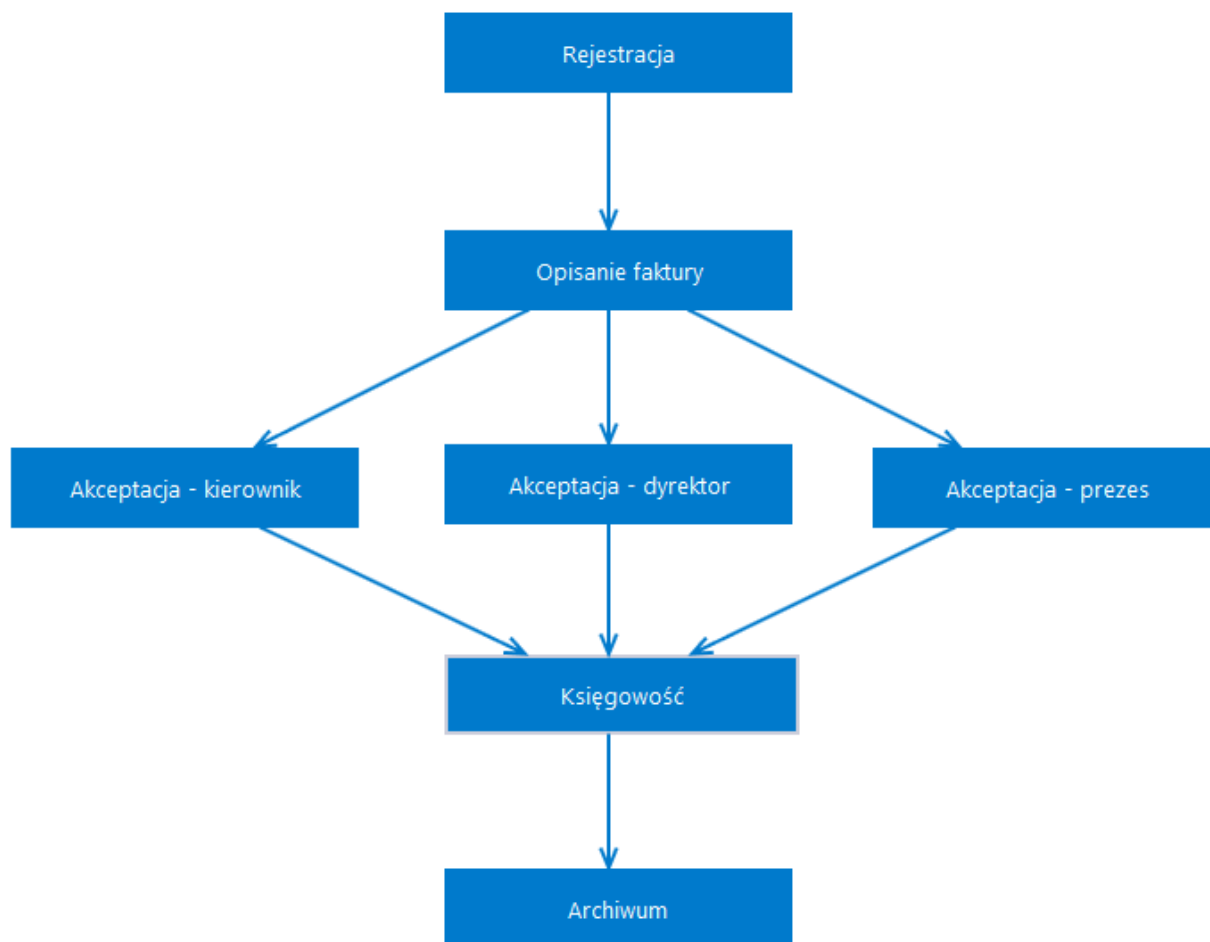 Rejestracja
Opisanie faktury
Akceptacja - kierownik
Akceptacja - dyrektor
Akceptacja - prezes
Księgowość
Archiwum